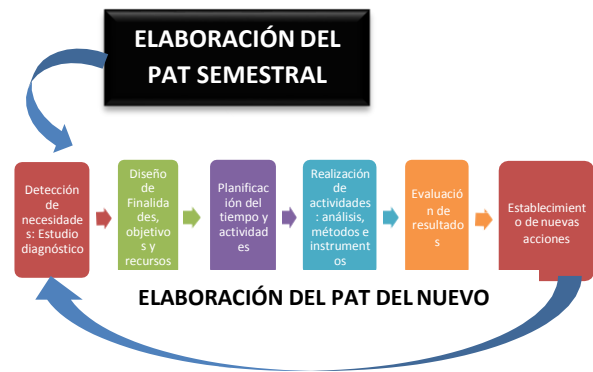 ELABORACIÓN DEL
PAT SEMESTRAL
Detección
de
necesidade
s: Estudio
diagnóstico
Diseño
de
Finalida
des,
objetivo
s y
recursos
Planificac
ión del
tiempo y
actividad
es
Realización
de
actividades
: análisis,
métodos e
instrument
os
Evaluació
n de
resultado
s
Establecimient
o de nuevas
acciones
ELABORACIÓN DEL PAT DEL NUEVO